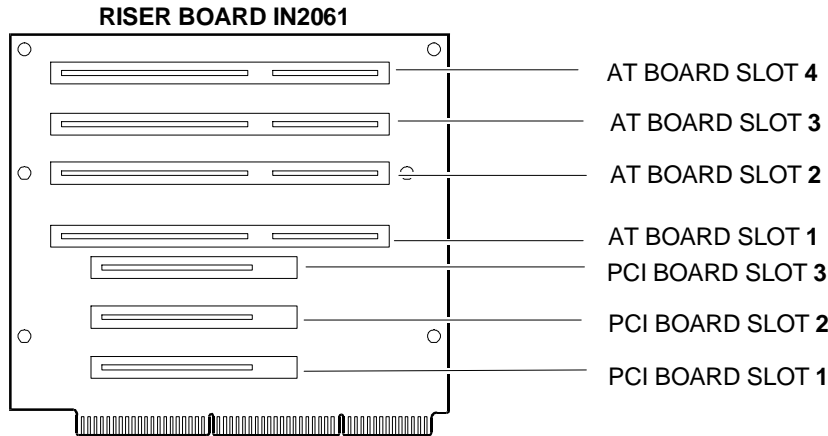 RISER BOARD IN2061
AT BOARD SLOT 4
AT BOARD SLOT 3
AT BOARD SLOT 2
AT BOARD SLOT 1
PCI BOARD SLOT 3
PCI BOARD SLOT 2
PCI BOARD SLOT 1